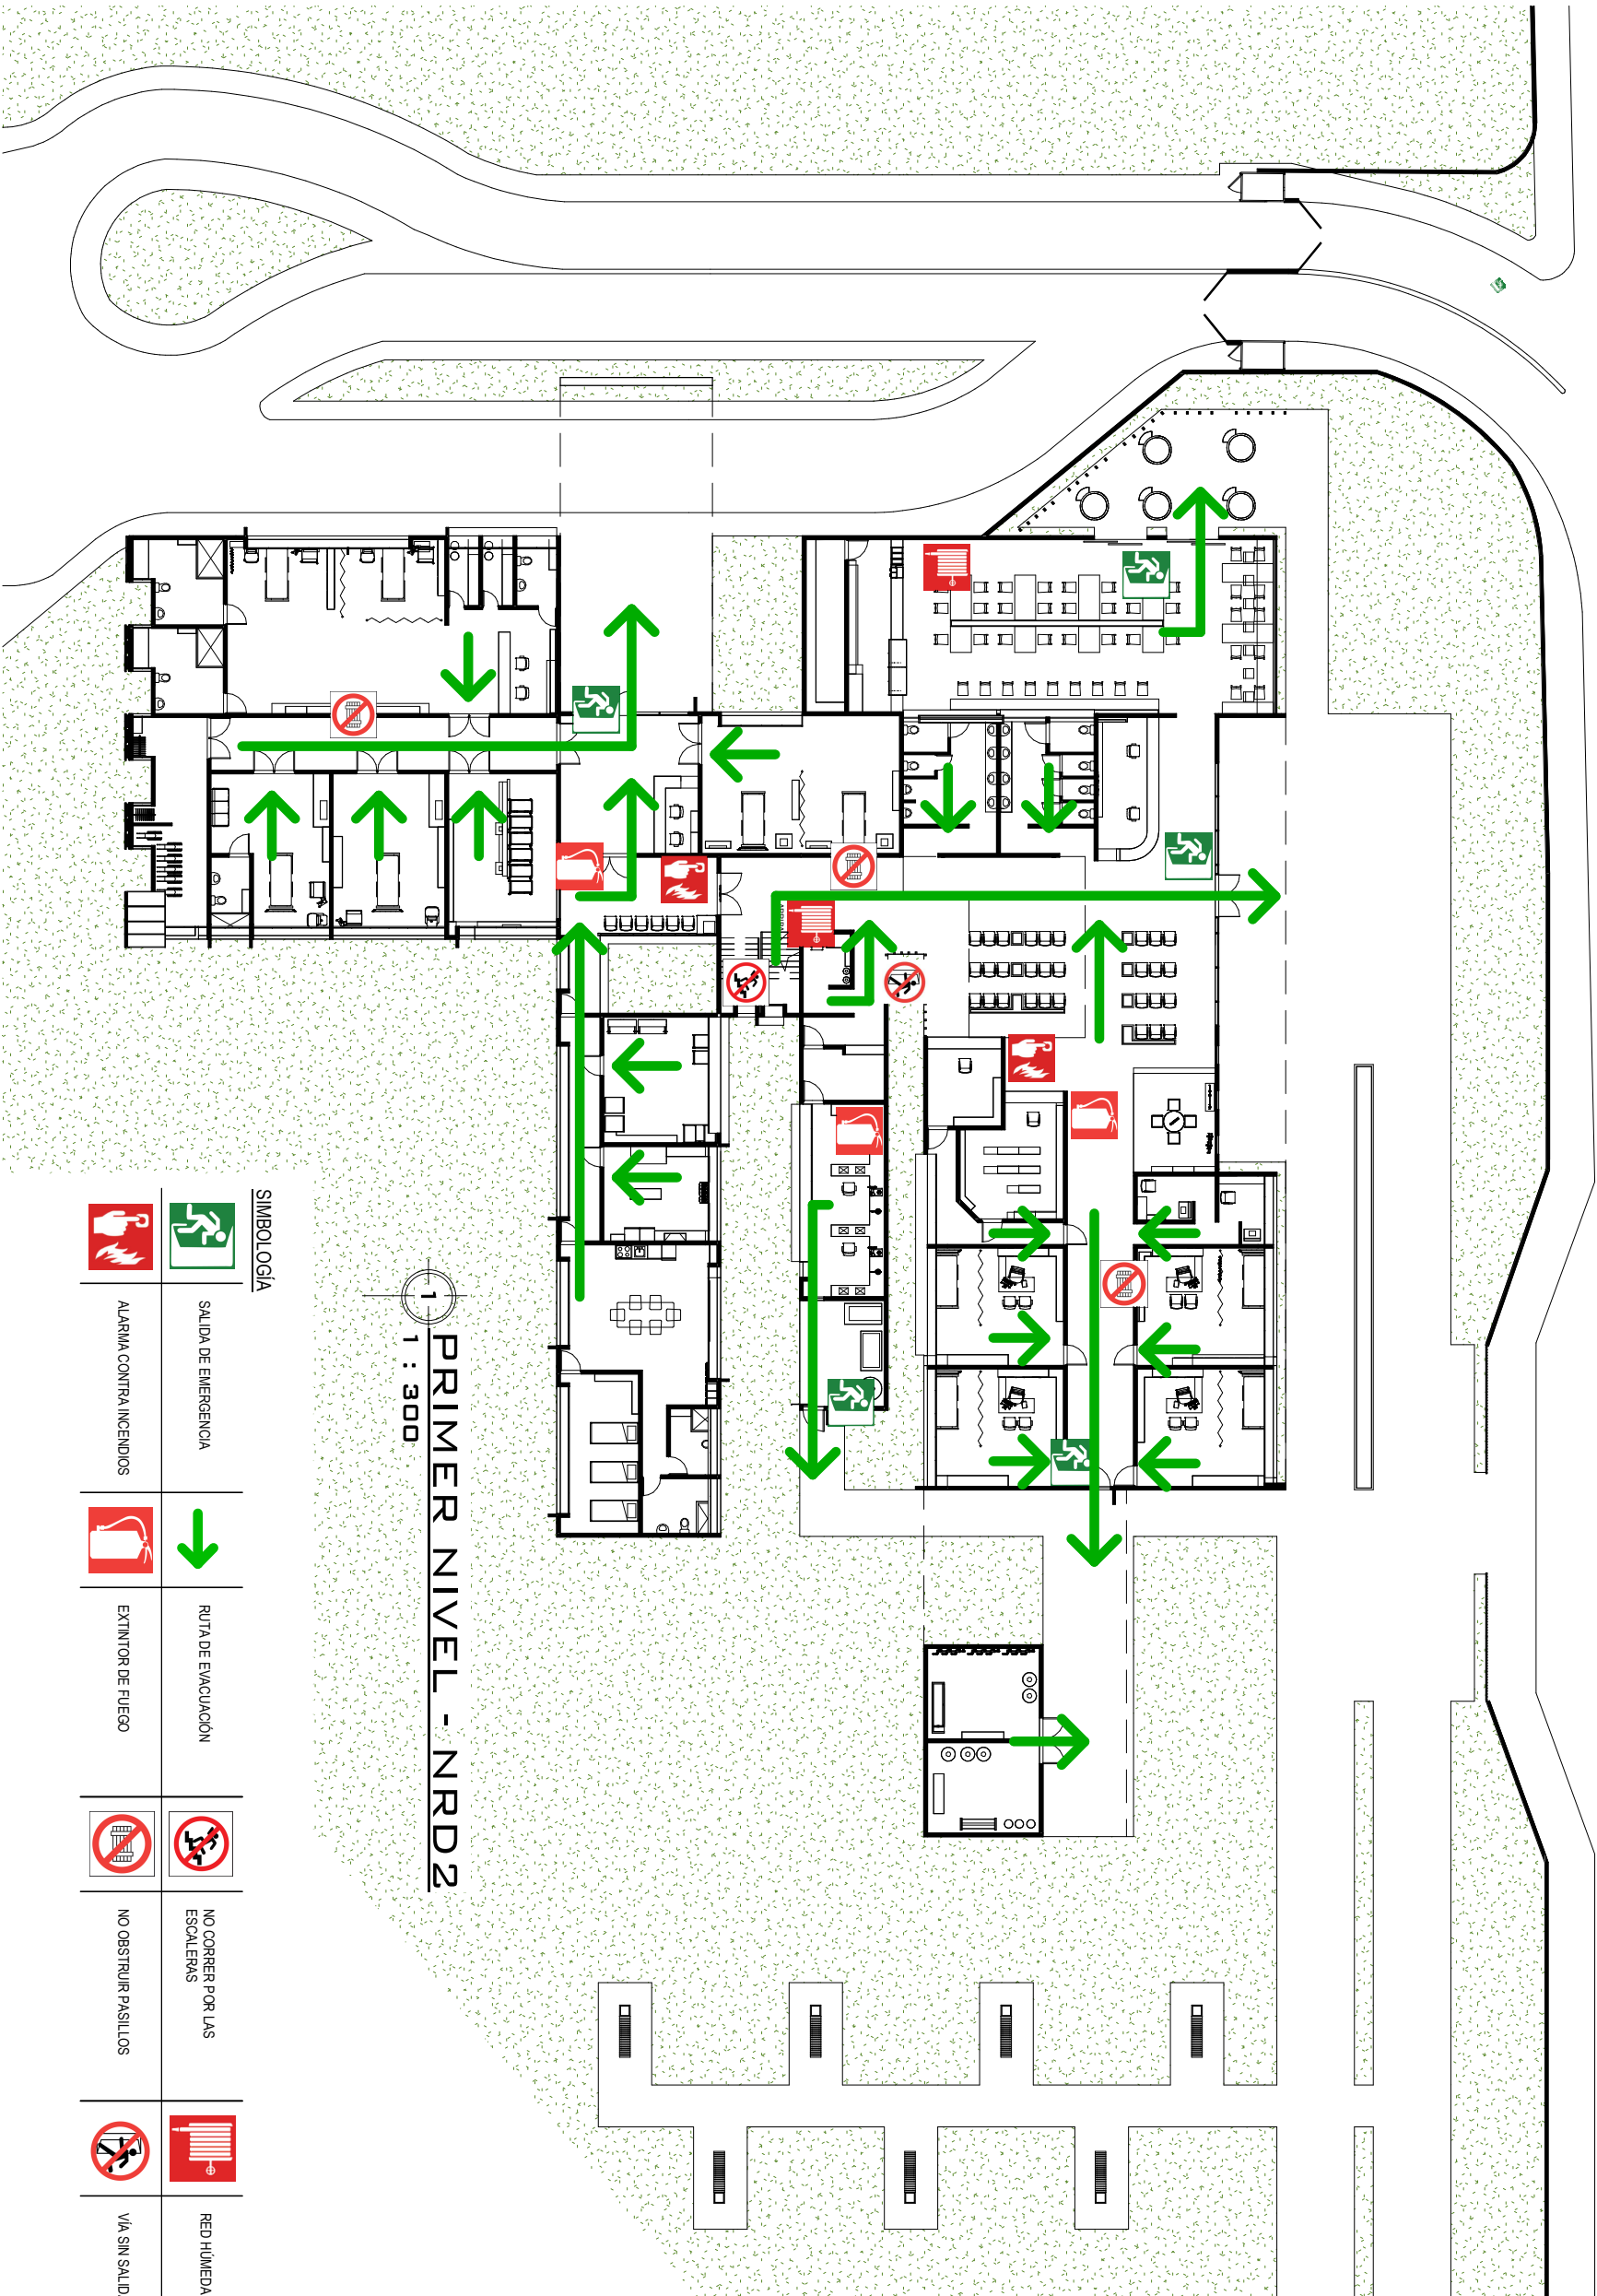 PRIMER NIVEL - NRD2
1 : 300
1
SIMBOLOGÍA
SALIDA DE EMERGENCIA
RUTA DE EVACUACIÓN
NO CORRER POR LAS
ESCALERAS
RED HÚMEDA
ALARMA CONTRA INCENDIOS
EXTINTOR DE FUEGO
NO OBSTRUIR PASILLOS
VÍA SIN SALID